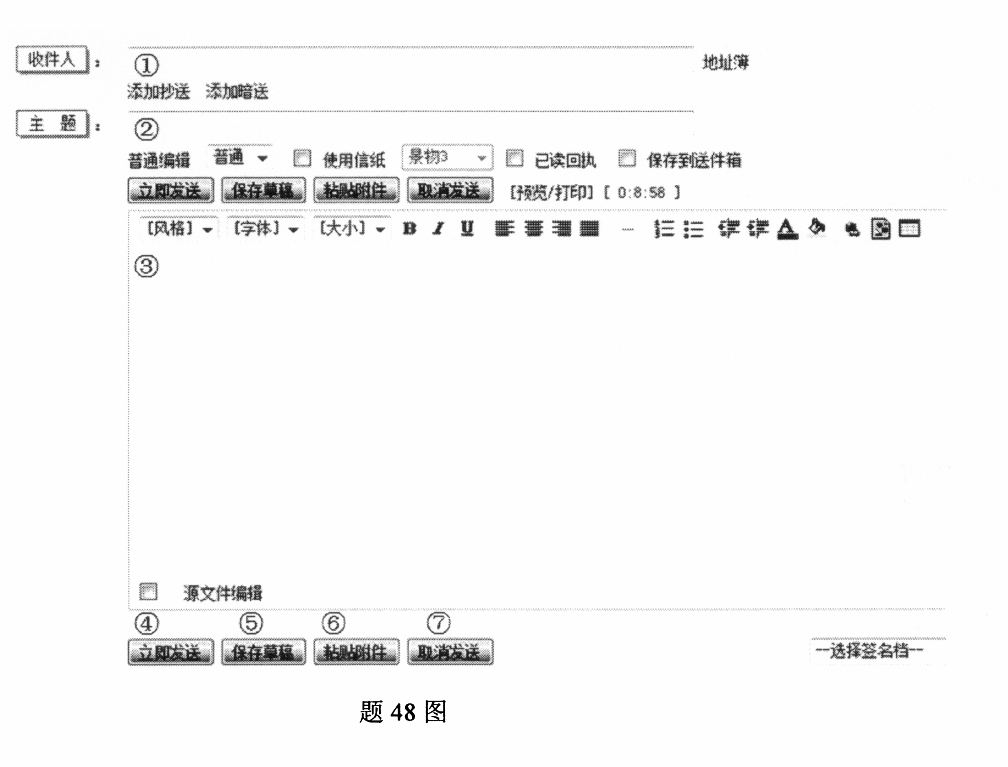 收件人： ① 地址簿
添加抄送 添加暗送
主 题： ②
普通编辑 普通 使用信纸 景物3 已读回执 保存到送件箱
立即发送 保存草稿 粘贴附件 取消发送 [预览/打印] [ 0:8:58 ]
[风格] [字体] [大小] B I U
③
源文件编辑
④ ⑤ ⑥ ⑦
立即发送 保存草稿 粘贴附件 取消发送 --选择签名档--
题 48 图